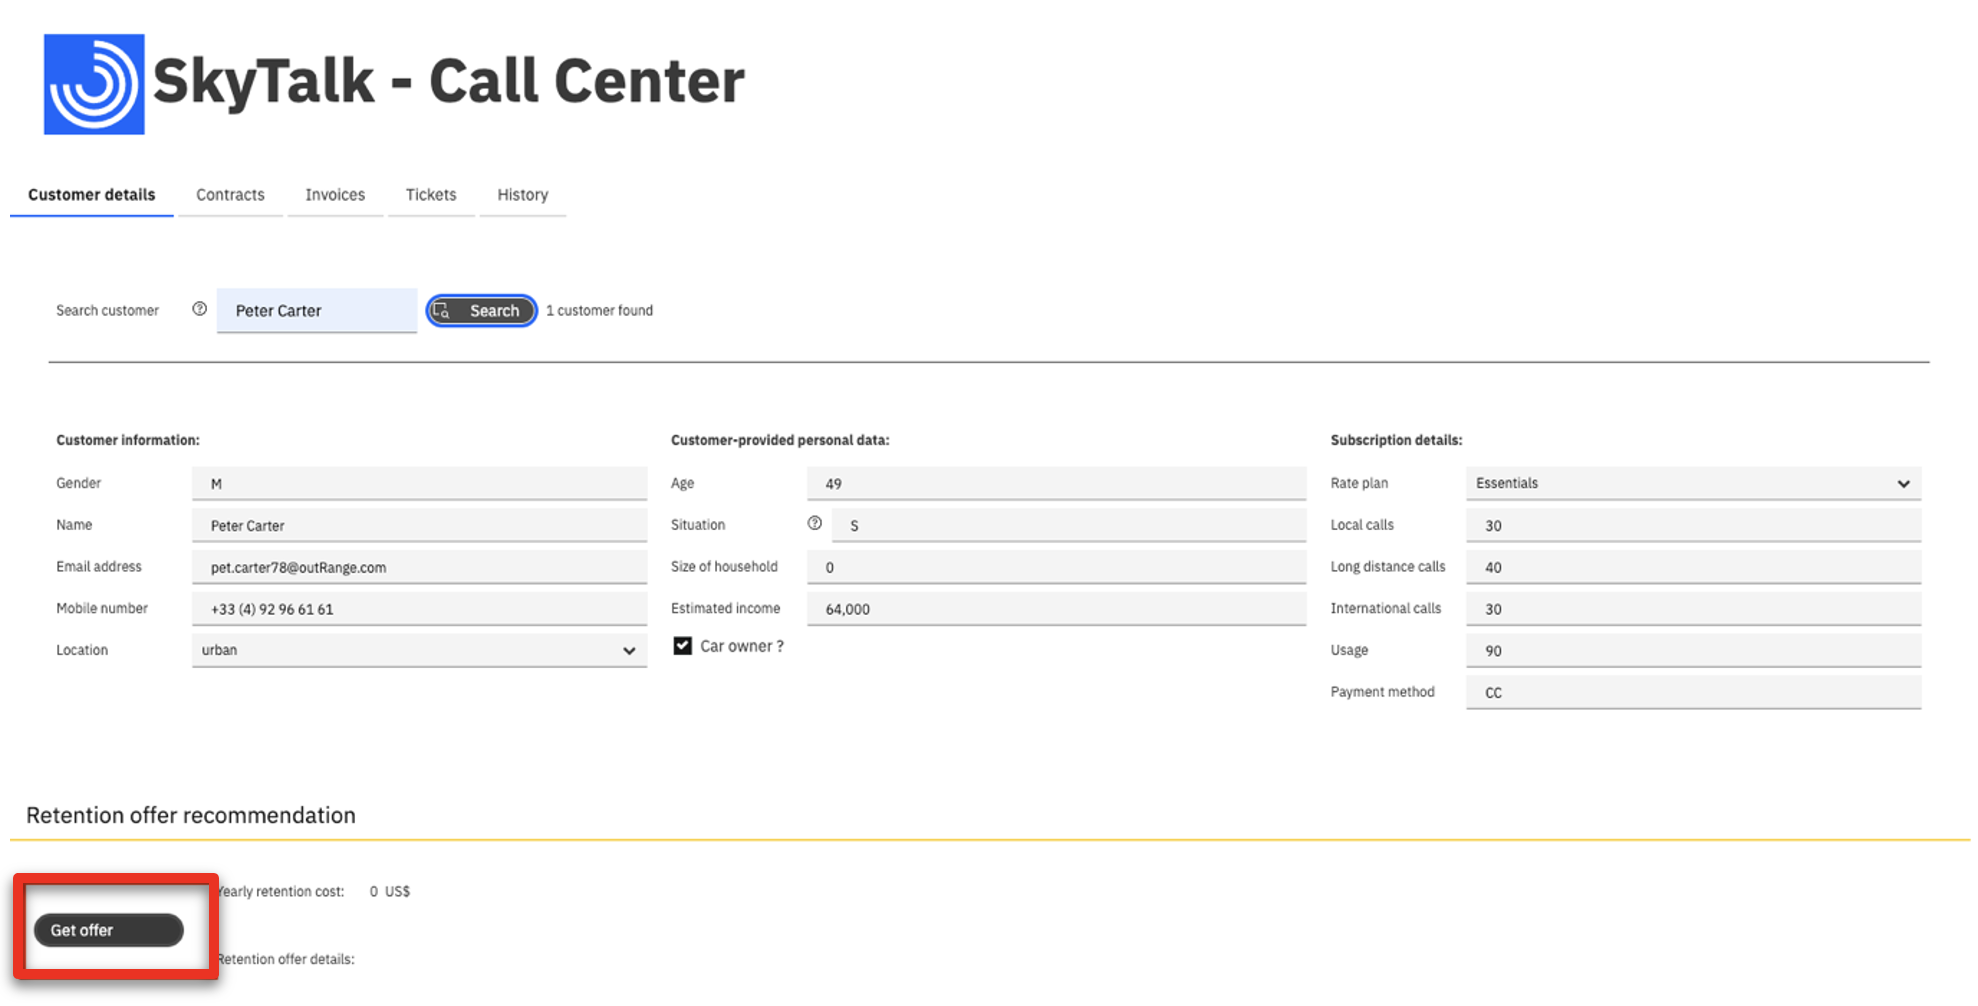 SkyTalk - Call Center
Customer details Contracts Invoices Tickets History
Search customer Peter Carter Search 1 customer found
Customer information:
Gender M
Name Peter Carter
Email address pet.carter78@outRange.com
Mobile number +33 (4) 92 96 61 61
Location urban
Customer-provided personal data:
Age 49
Situation S
Size of household 0
Estimated income 64,000
Car owner ?
Subscription details:
Rate plan Essentials
Local calls 30
Long distance calls 40
International calls 30
Usage 90
Payment method CC
Retention offer recommendation
Yearly retention cost: 0 US$
Get offer
Retention offer details: